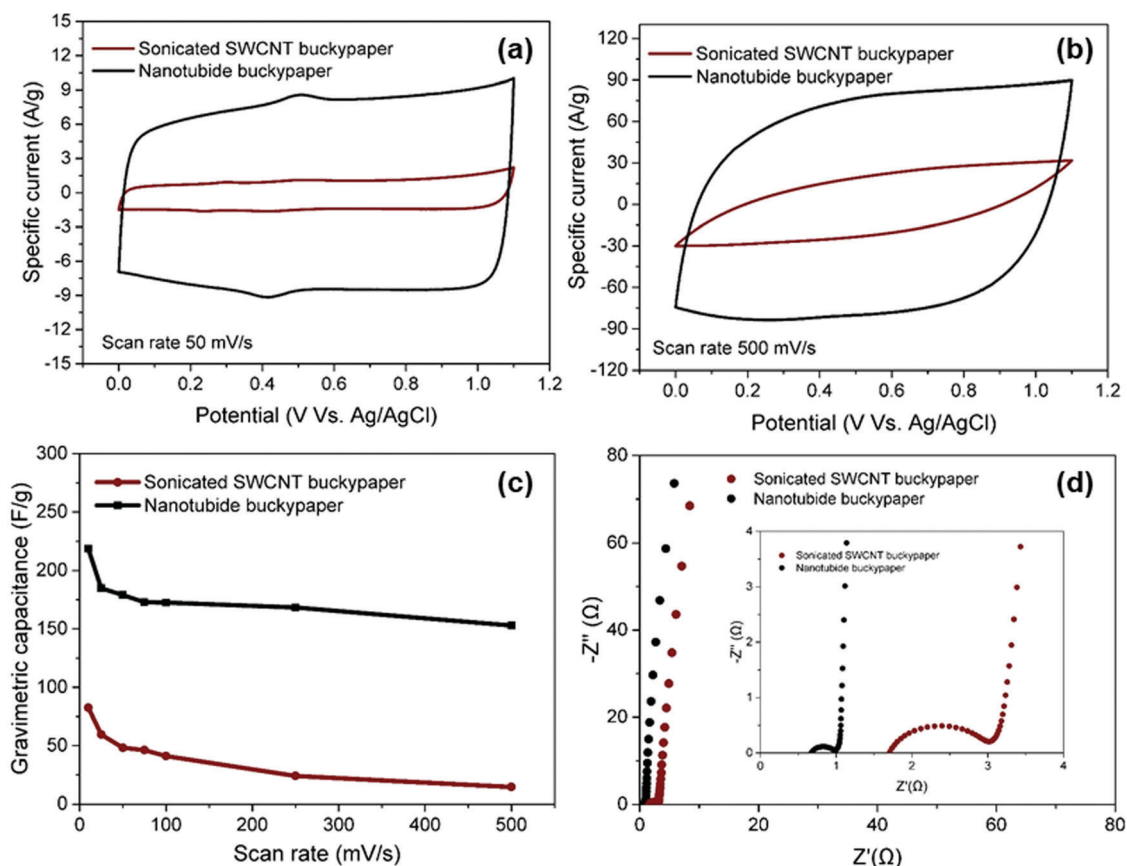 (a)
Sonicated SWCNT buckypaper
Nanotubide buckypaper
Specific current (A/g)
15
12
9
6
3
0
-3
-6
-9
-12
-15
Scan rate 50 mV/s
0.0 0.2 0.4 0.6 0.8 1.0 1.2
Potential (V Vs. Ag/AgCl)
(b)
Sonicated SWCNT buckypaper
Nanotubide buckypaper
Specific current (A/g)
120
90
60
30
0
-30
-60
-90
-120
Scan rate 500 mV/s
0.0 0.2 0.4 0.6 0.8 1.0 1.2
Potential (V Vs. Ag/AgCl)
(c)
Sonicated SWCNT buckypaper
Nanotubide buckypaper
Gravimetric capacitance (F/g)
300
250
200
150
100
50
0
0 100 200 300 400 500
Scan rate (mV/s)
(d)
Sonicated SWCNT buckypaper
Nanotubide buckypaper
-Z'' (Ω)
80
60
40
20
0
0 20 40 60 80
Z'(Ω)
Sonicated SWCNT buckypaper
Nanotubide buckypaper
-Z'' (Ω)
4
3
2
1
0
0 1 2 3 4
Z'(Ω)